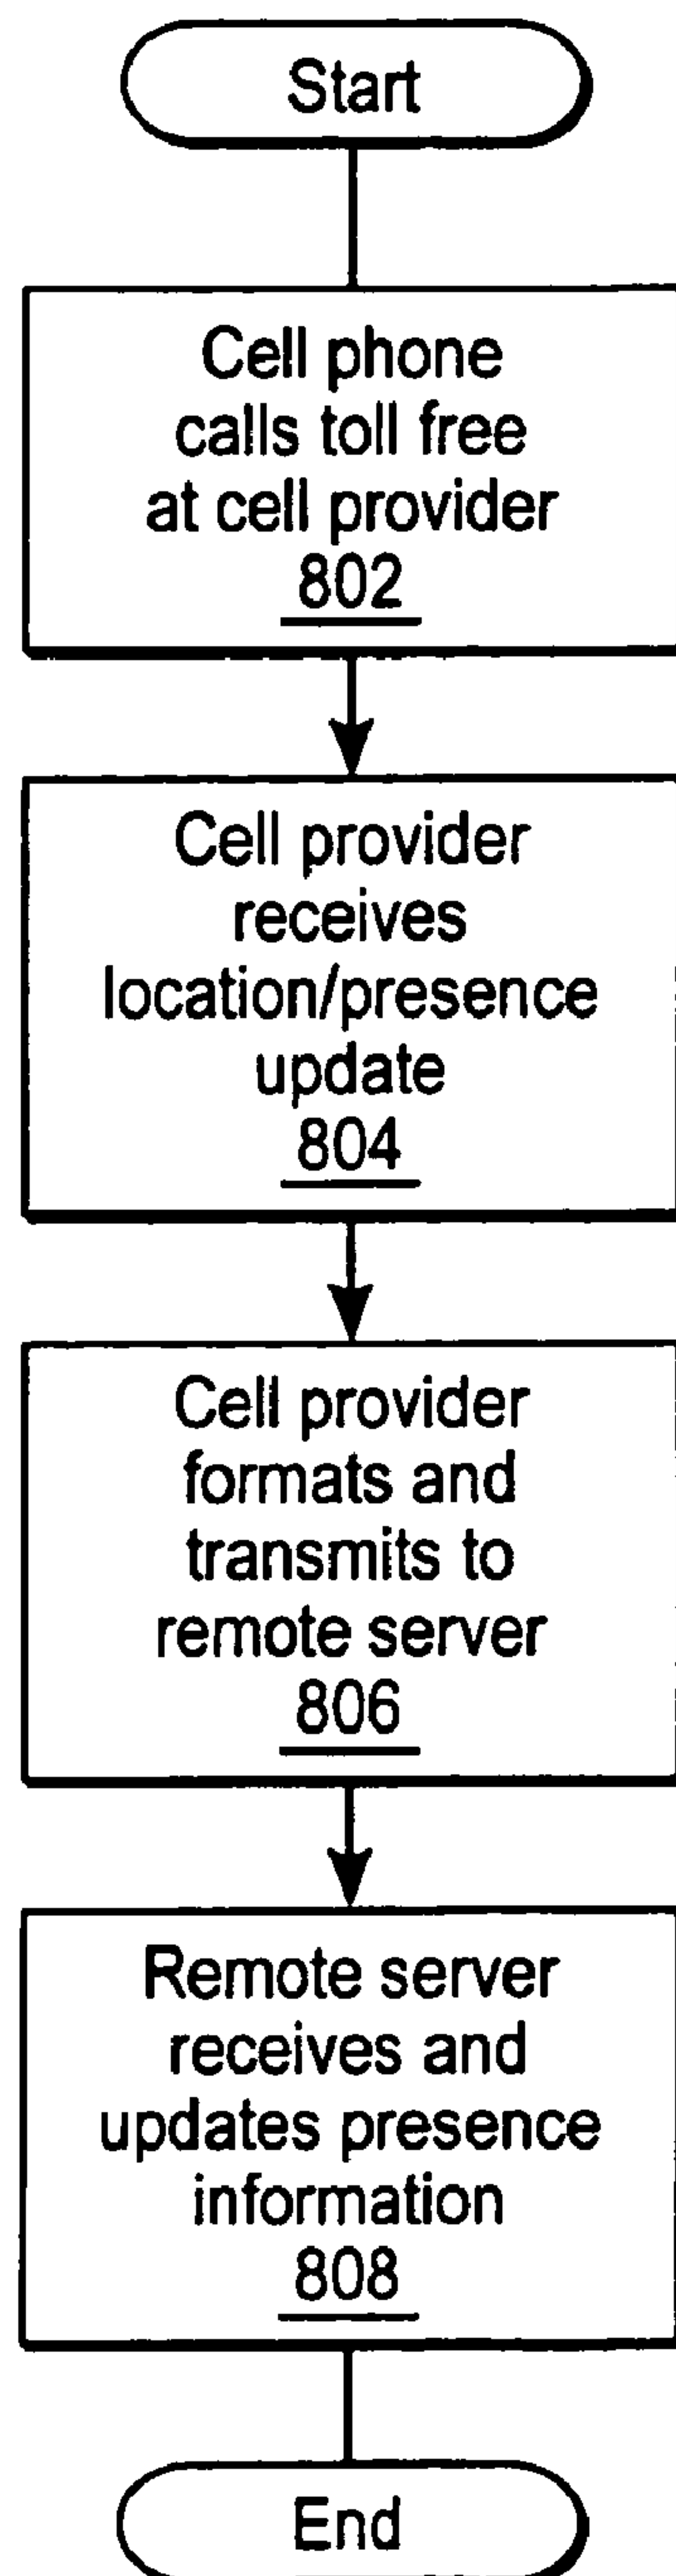 Start
Cell phone
calls toll free
at cell provider
802
Cell provider
receives
location/presence
update
804
Cell provider
formats and
transmits to
remote server
806
Remote server
receives and
updates presence
information
808
End